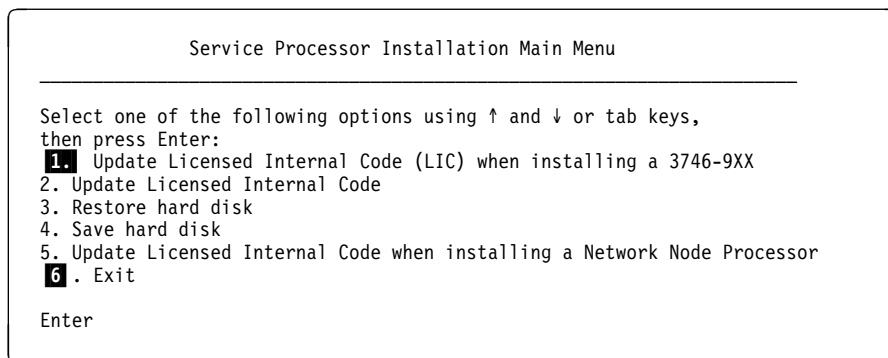 Service Processor Installation Main Menu
Select one of the following options using ↑ and ↓ or tab keys,
then press Enter:
1. Update Licensed Internal Code (LIC) when installing a 3746-9XX
2. Update Licensed Internal Code
3. Restore hard disk
4. Save hard disk
5. Update Licensed Internal Code when installing a Network Node Processor
6 . Exit
Enter